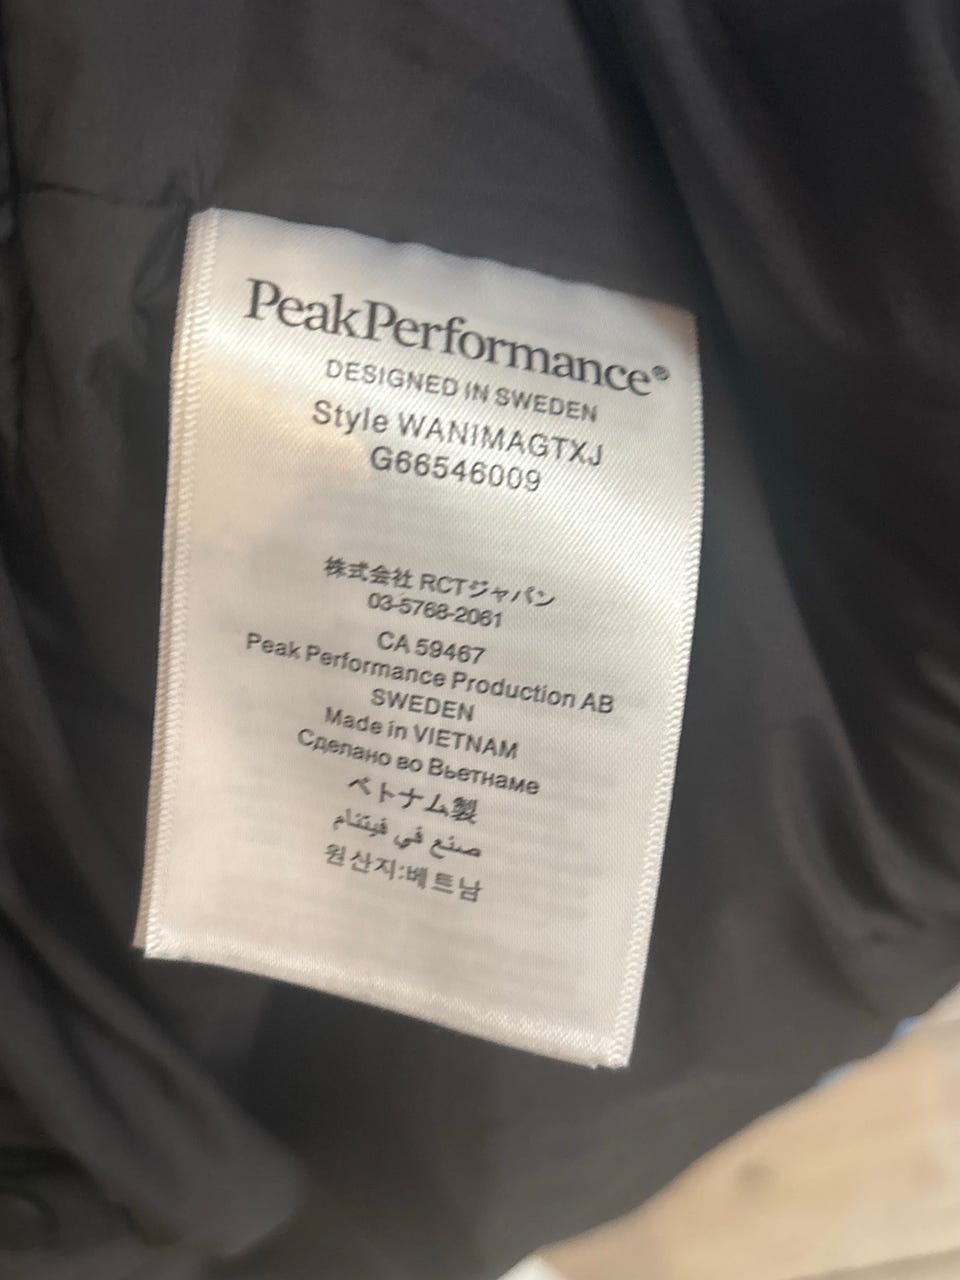 PeakPerformance®
DESIGNED IN SWEDEN
Style WANIMAGTXJ
G66546009
株式会社 RCTジャパン
03-5768-2061
CA 59467
Peak Performance Production AB
SWEDEN
Made in VIETNAM
Сделано во Вьетнаме
ベトナム製
صنع في فيتنام
원산지:베트남